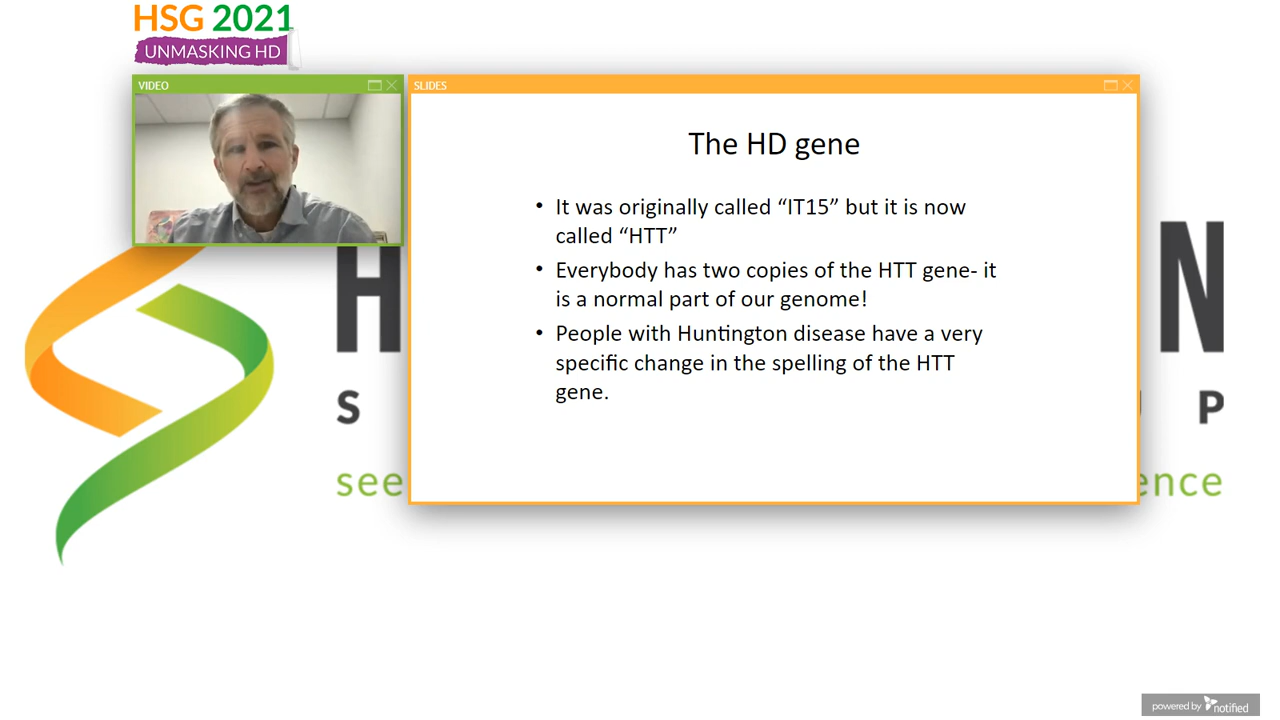 HSG 2021
UNMASKING HD
VIDEO
SLIDES
The HD gene
• It was originally called “IT15” but it is now
called “HTT”
• Everybody has two copies of the HTT gene- it
is a normal part of our genome!
• People with Huntington disease have a very
specific change in the spelling of the HTT
gene.
H N
S U P
see ence
powered by notified